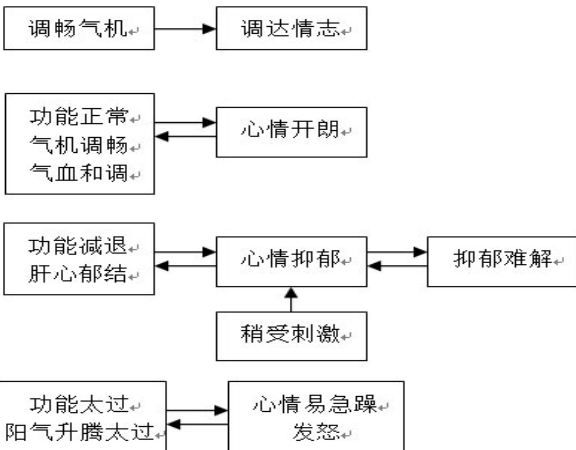 调畅气机
调达情志
功能正常
气机调畅
气血和调
心情开朗
功能减退
肝心郁结
心情抑郁
抑郁难解
稍受刺激
功能太过
阳气升腾太过
心情易急躁
发怒